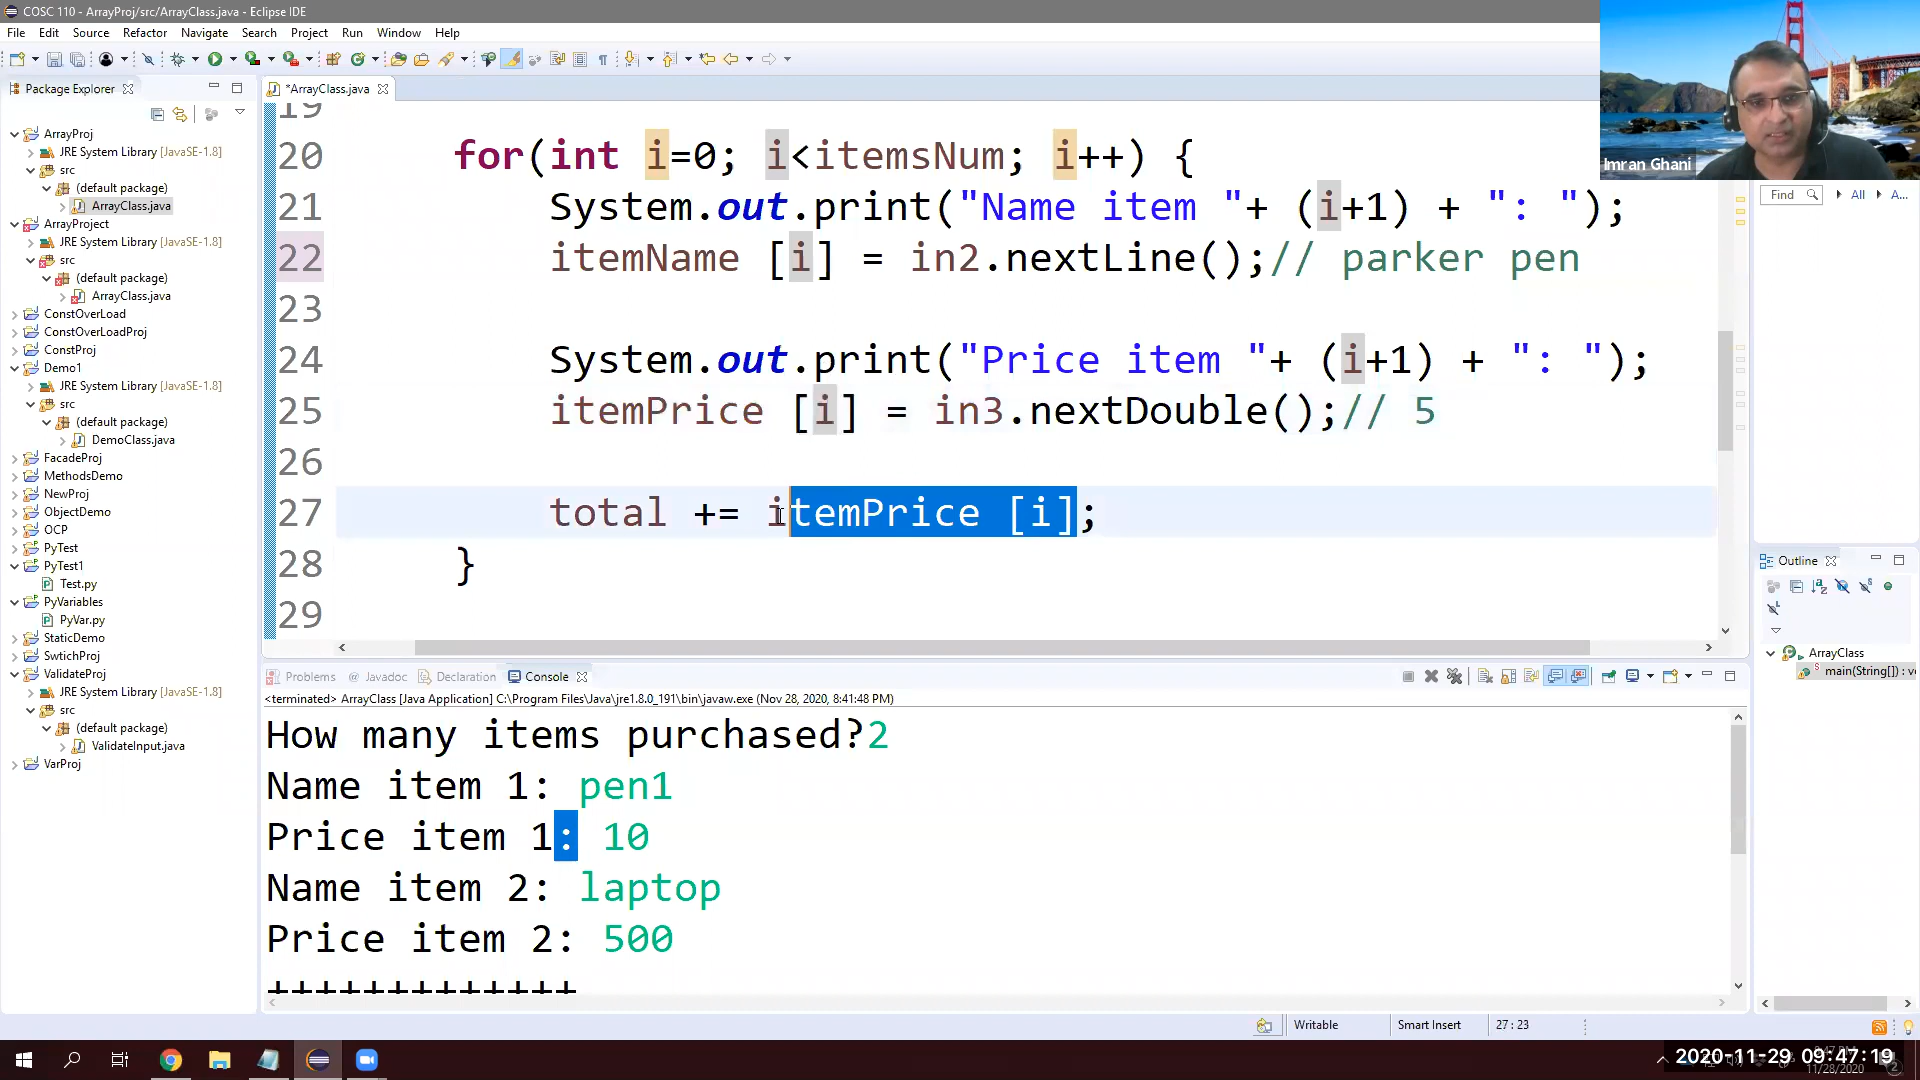 COSC 110 - ArrayProj/src/ArrayClass.java - Eclipse IDE
File Edit Source Refactor Navigate Search Project Run Window Help
Package Explorer
ArrayProj
JRE System Library [JavaSE-1.8]
src
(default package)
ArrayClass.java
ArrayProject
JRE System Library [JavaSE-1.8]
src
(default package)
ArrayClass.java
ConstOverLoad
ConstOverLoadProj
ConstProj
Demo1
JRE System Library [JavaSE-1.8]
src
(default package)
DemoClass.java
FacadeProj
MethodsDemo
NewProj
ObjectDemo
OCP
PyTest
PyTest1
Test.py
PyVariables
PyVar.py
StaticDemo
SwtichProj
ValidateProj
JRE System Library [JavaSE-1.8]
src
(default package)
ValidateInput.java
VarProj
*ArrayClass.java
19
20 for(int i=0; i<itemsNum; i++) {
21 System.out.print("Name item "+ (i+1) + ": ");
22 itemName [i] = in2.nextLine();// parker pen
23
24 System.out.print("Price item "+ (i+1) + ": ");
25 itemPrice [i] = in3.nextDouble();// 5
26
27 total += itemPrice [i];
28 }
29
Imran Ghani
Find All A...
Outline
ArrayClass
main(String[]) : v
Problems Javadoc Declaration Console
<terminated> ArrayClass [Java Application] C:\Program Files\Java\jre1.8.0_191\bin\javaw.exe (Nov 28, 2020, 8:41:48 PM)
How many items purchased?2
Name item 1: pen1
Price item 1: 10
Name item 2: laptop
Price item 2: 500
+++++++++++++
Writable Smart Insert 27 : 23
2020-11-29 09:47:19
11/28/2020